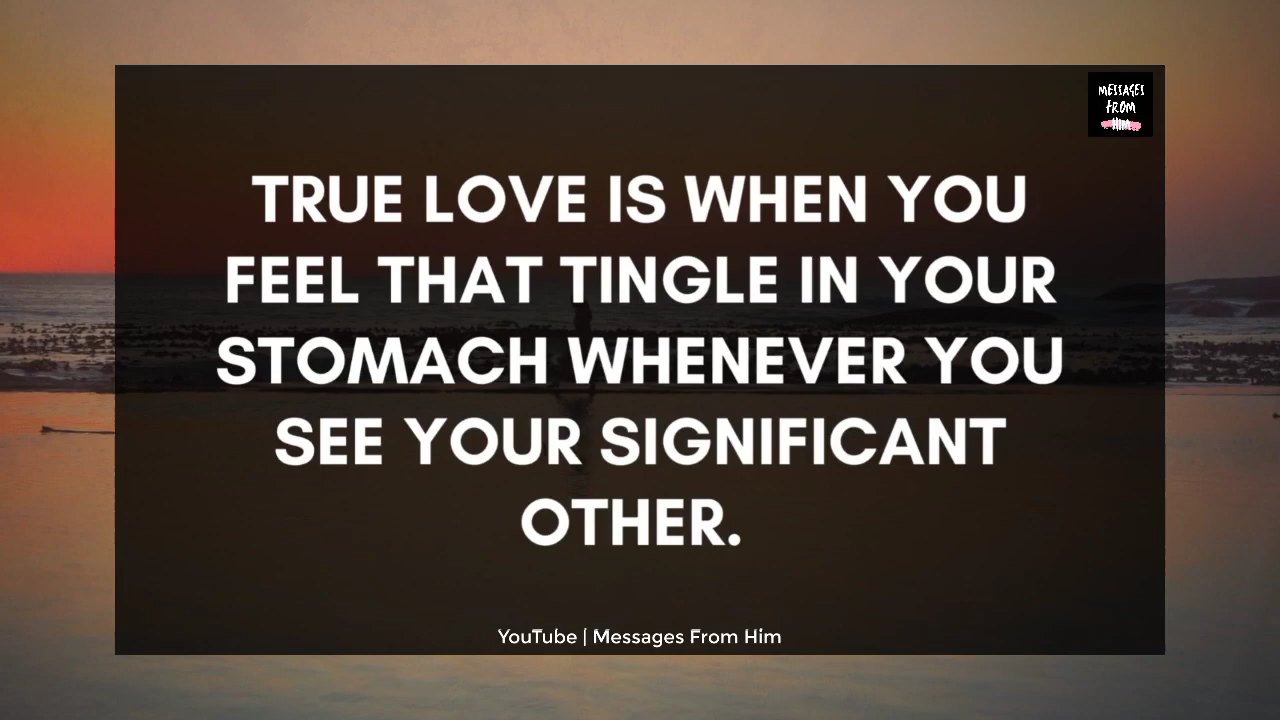 MESSAGES
FROM
HIM
TRUE LOVE IS WHEN YOU
FEEL THAT TINGLE IN YOUR
STOMACH WHENEVER YOU
SEE YOUR SIGNIFICANT
OTHER.
YouTube | Messages From Him